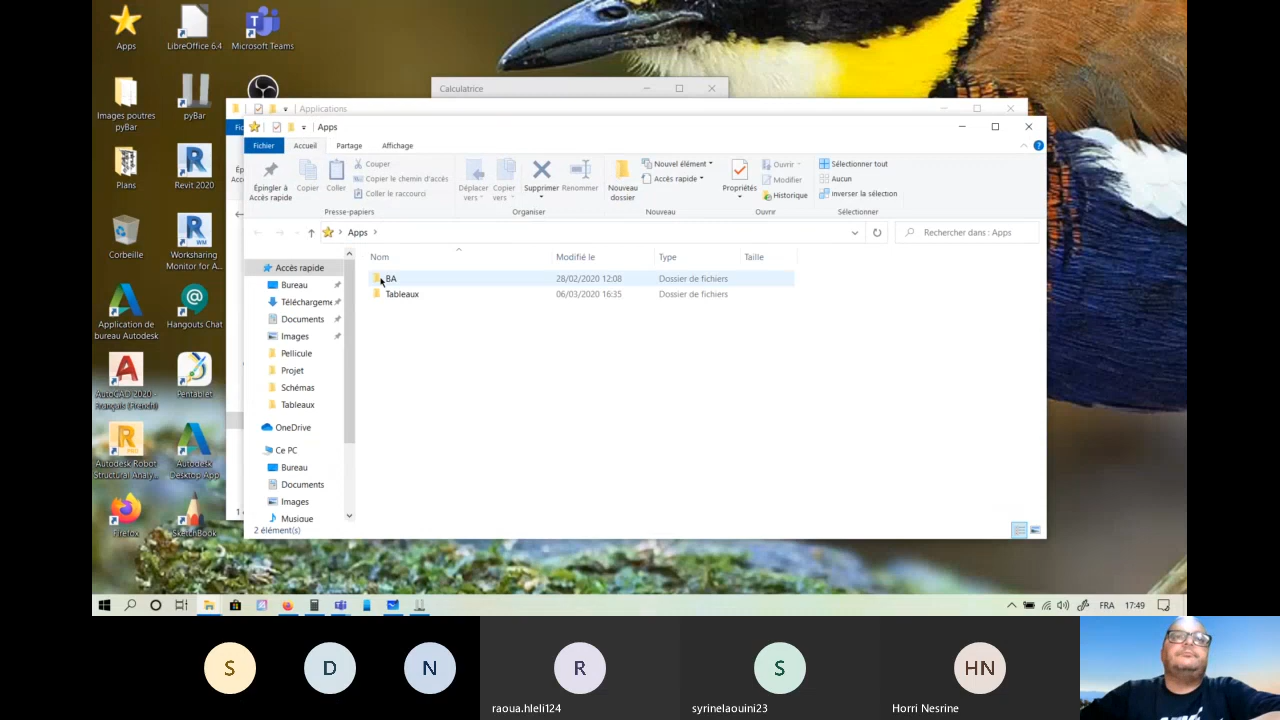 Apps
LibreOffice 6.4
Microsoft Teams
Images poutres
pyBar
pyBar
Plans
Revit 2020
Corbeille
Worksharing
Monitor for A...
Application de
bureau Autodesk
Hangouts Chat
AutoCAD 2020 -
Français (French)
Pentablet
Autodesk Robot
Structural Analy...
Autodesk
Desktop App
Firefox
SketchBook
Calculatrice
Applications
Apps
Fichier
Accueil
Partage
Affichage
Épingler à
Accès rapide
Copier
Coller
Couper
Copier le chemin d'accès
Coller le raccourci
Presse-papiers
Déplacer
vers
Copier
vers
Supprimer
Renommer
Organiser
Nouveau
dossier
Nouvel élément
Accès rapide
Nouveau
Propriétés
Ouvrir
Modifier
Historique
Ouvrir
Sélectionner tout
Aucun
Inverser la sélection
Sélectionner
Apps
Rechercher dans : Apps
Nom
Modifié le
Type
Taille
BA
28/02/2020 12:08
Dossier de fichiers
Tableaux
06/03/2020 16:35
Dossier de fichiers
Accès rapide
Bureau
Téléchargeme
Documents
Images
Pellicule
Projet
Schémas
Tableaux
OneDrive
Ce PC
Bureau
Documents
Images
Musique
2 élément(s)
FRA
17:49
S
D
N
R
raoua.hleli124
S
syrinelaouini23
HN
Horri Nesrine